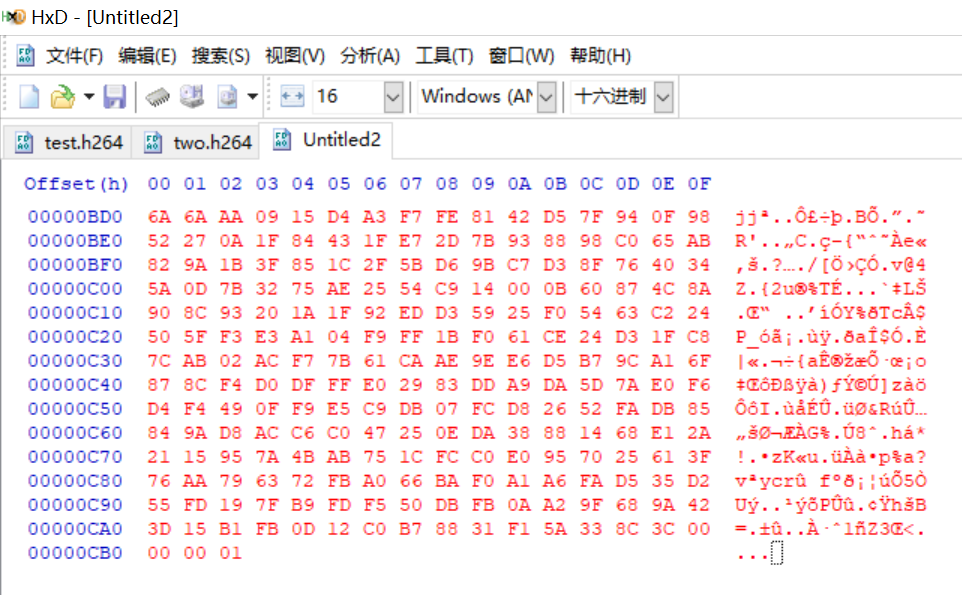 HxD - [Untitled2]
文件(F) 编辑(E) 搜索(S) 视图(V) 分析(A) 工具(T) 窗口(W) 帮助(H)
16 Windows (AN 十六进制
test.h264 two.h264 Untitled2
Offset(h) 00 01 02 03 04 05 06 07 08 09 0A 0B 0C 0D 0E 0F
00000BD0 6A 6A AA 09 15 D4 A3 F7 FE 81 42 D5 7F 94 0F 98 jjª..Ô£÷þ.BÕ.”.˜
00000BE0 52 27 0A 1F 84 43 1F E7 2D 7B 93 88 98 C0 65 AB R'..„C.ç-{“ˆ˜Àe«
00000BF0 82 9A 1B 3F 85 1C 2F 5B D6 9B C7 D3 8F 76 40 34 ‚š.?…./[Ö›ÇÓ.v@4
00000C00 5A 0D 7B 32 75 AE 25 54 C9 14 00 0B 60 87 4C 8A Z.{2u®%TÉ...`‡LŠ
00000C10 90 8C 93 20 1A 1F 92 ED D3 59 25 F0 54 63 C2 24 .Œ“ ..’íÓY%ðTcÂ$
00000C20 50 5F F3 E3 A1 04 F9 FF 1B F0 61 CE 24 D3 1F C8 P_óã¡.ùÿ.ðaÎ$Ó.È
00000C30 7C AB 02 AC F7 7B 61 CA AE 9E E6 D5 B7 9C A1 6F |«.¬÷{aÊ®žæÕ·œ¡o
00000C40 87 8C F4 D0 DF FF E0 29 83 DD A9 DA 5D 7A E0 F6 ‡ŒôÐßÿà)ƒÝ©Ú]zàö
00000C50 D4 F4 49 0F F9 E5 C9 DB 07 FC D8 26 52 FA DB 85 ÔôI.ùåÉÛ.üØ&RúÛ…
00000C60 84 9A D8 AC C6 C0 47 25 0E DA 38 88 14 68 E1 2A „šØ¬ÆÀG%.Ú8ˆ.há*
00000C70 21 15 95 7A 4B AB 75 1C FC C0 E0 95 70 25 61 3F !.•zK«u.üÀà•p%a?
00000C80 76 AA 79 63 72 FB A0 66 BA F0 A1 A6 FA D5 35 D2 vªycrû fºð¡¦úÕ5Ò
00000C90 55 FD 19 7F B9 FD F5 50 DB FB 0A A2 9F 68 9A 42 Uý..¹ýõPÛû.¢ŸhšB
00000CA0 3D 15 B1 FB 0D 12 C0 B7 88 31 F1 5A 33 8C 3C 00 =.±û..À·ˆ1ñZ3Œ<.
00000CB0 00 00 01 ...